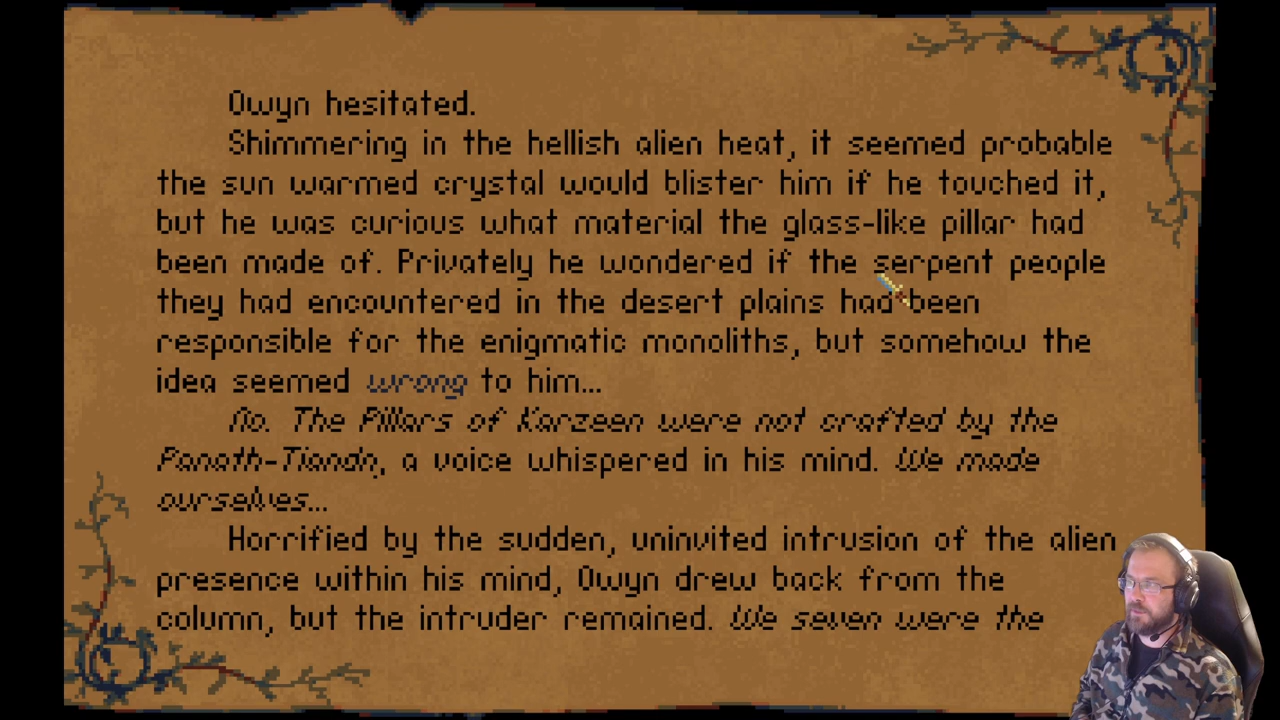 Owyn hesitated.
Shimmering in the hellish alien heat, it seemed probable
the sun warmed crystal would blister him if he touched it,
but he was curious what material the glass-like pillar had
been made of. Privately he wondered if the serpent people
they had encountered in the desert plains had been
responsible for the enigmatic monoliths, but somehow the
idea seemed wrong to him...
No. The Pillars of Karzeen were not crafted by the
Panath-Tiandn, a voice whispered in his mind. We made
ourselves...
Horrified by the sudden, uninvited intrusion of the alien
presence within his mind, Owyn drew back from the
column, but the intruder remained. We seven were the